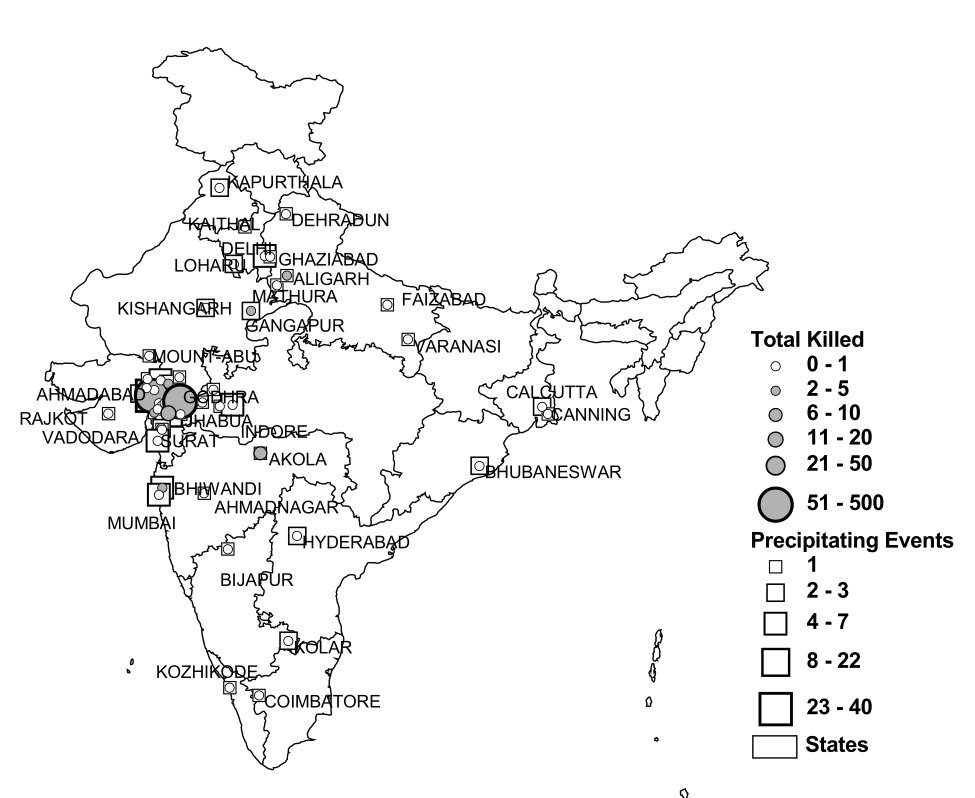 KAPURTHALA
KAITHAL
DEHRADUN
DELHI
GHAZIABAD
LOHARU
ALIGARH
MATHURA
FAIZABAD
KISHANGARH
GANGAPUR
VARANASI
MOUNT-ABU
AHMADABAD
GODHRA
CALCUTTA
RAJKOT
JHABUA
CANNING
VADODARA
SURAT
INDORE
AKOLA
BHUBANESWAR
BHIWANDI
AHMADNAGAR
MUMBAI
HYDERABAD
BIJAPUR
KOLAR
KOZHIKODE
COIMBATORE
Total Killed
0 - 1
2 - 5
6 - 10
11 - 20
21 - 50
51 - 500
Precipitating Events
1
2 - 3
4 - 7
8 - 22
23 - 40
States